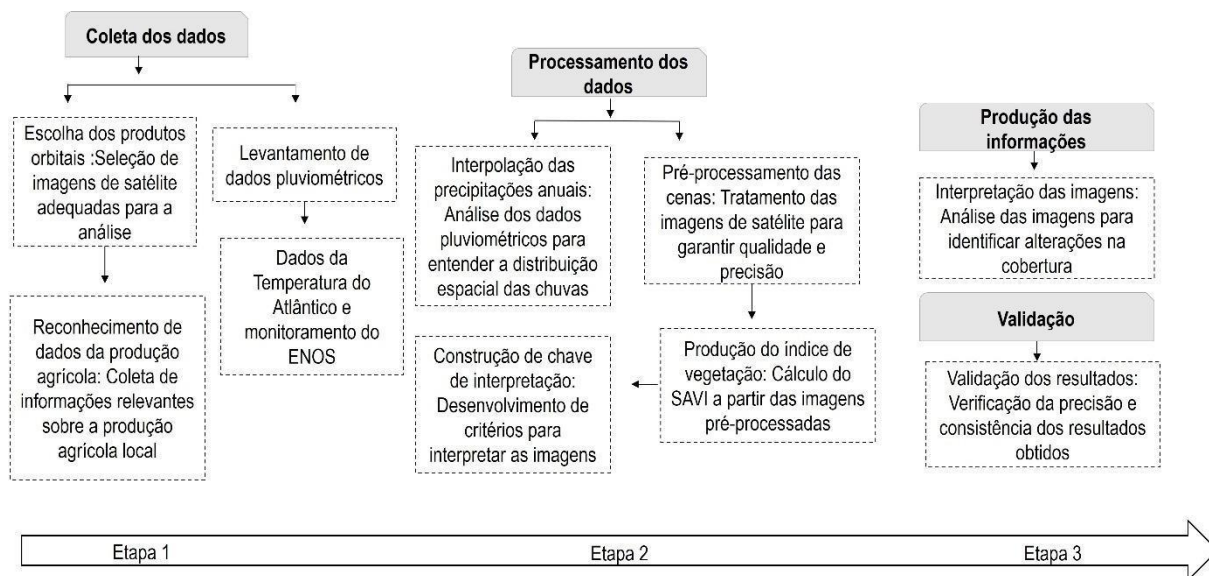 Coleta dos dados
Escolha dos produtos
orbitais :Seleção de
imagens de satélite
adequadas para a
análise
Levantamento de
dados pluviométricos
Reconhecimento de
dados da produção
agrícola: Coleta de
informações relevantes
sobre a produção
agrícola local
Dados da
Temperatura do
Atlântico e
monitoramento do
ENOS
Processamento dos
dados
Interpolação das
precipitações anuais:
Análise dos dados
pluviométricos para
entender a distribuição
espacial das chuvas
Pré-processamento das
cenas: Tratamento das
imagens de satélite para
garantir qualidade e
precisão
Construção de chave
de interpretação:
Desenvolvimento de
critérios para
interpretar as imagens
Produção do índice de
vegetação: Cálculo do
SAVI a partir das imagens
pré-processadas
Produção das
informações
Interpretação das imagens:
Análise das imagens para
identificar alterações na
cobertura
Validação
Validação dos resultados:
Verificação da precisão e
consistência dos resultados
obtidos
Etapa 1
Etapa 2
Etapa 3